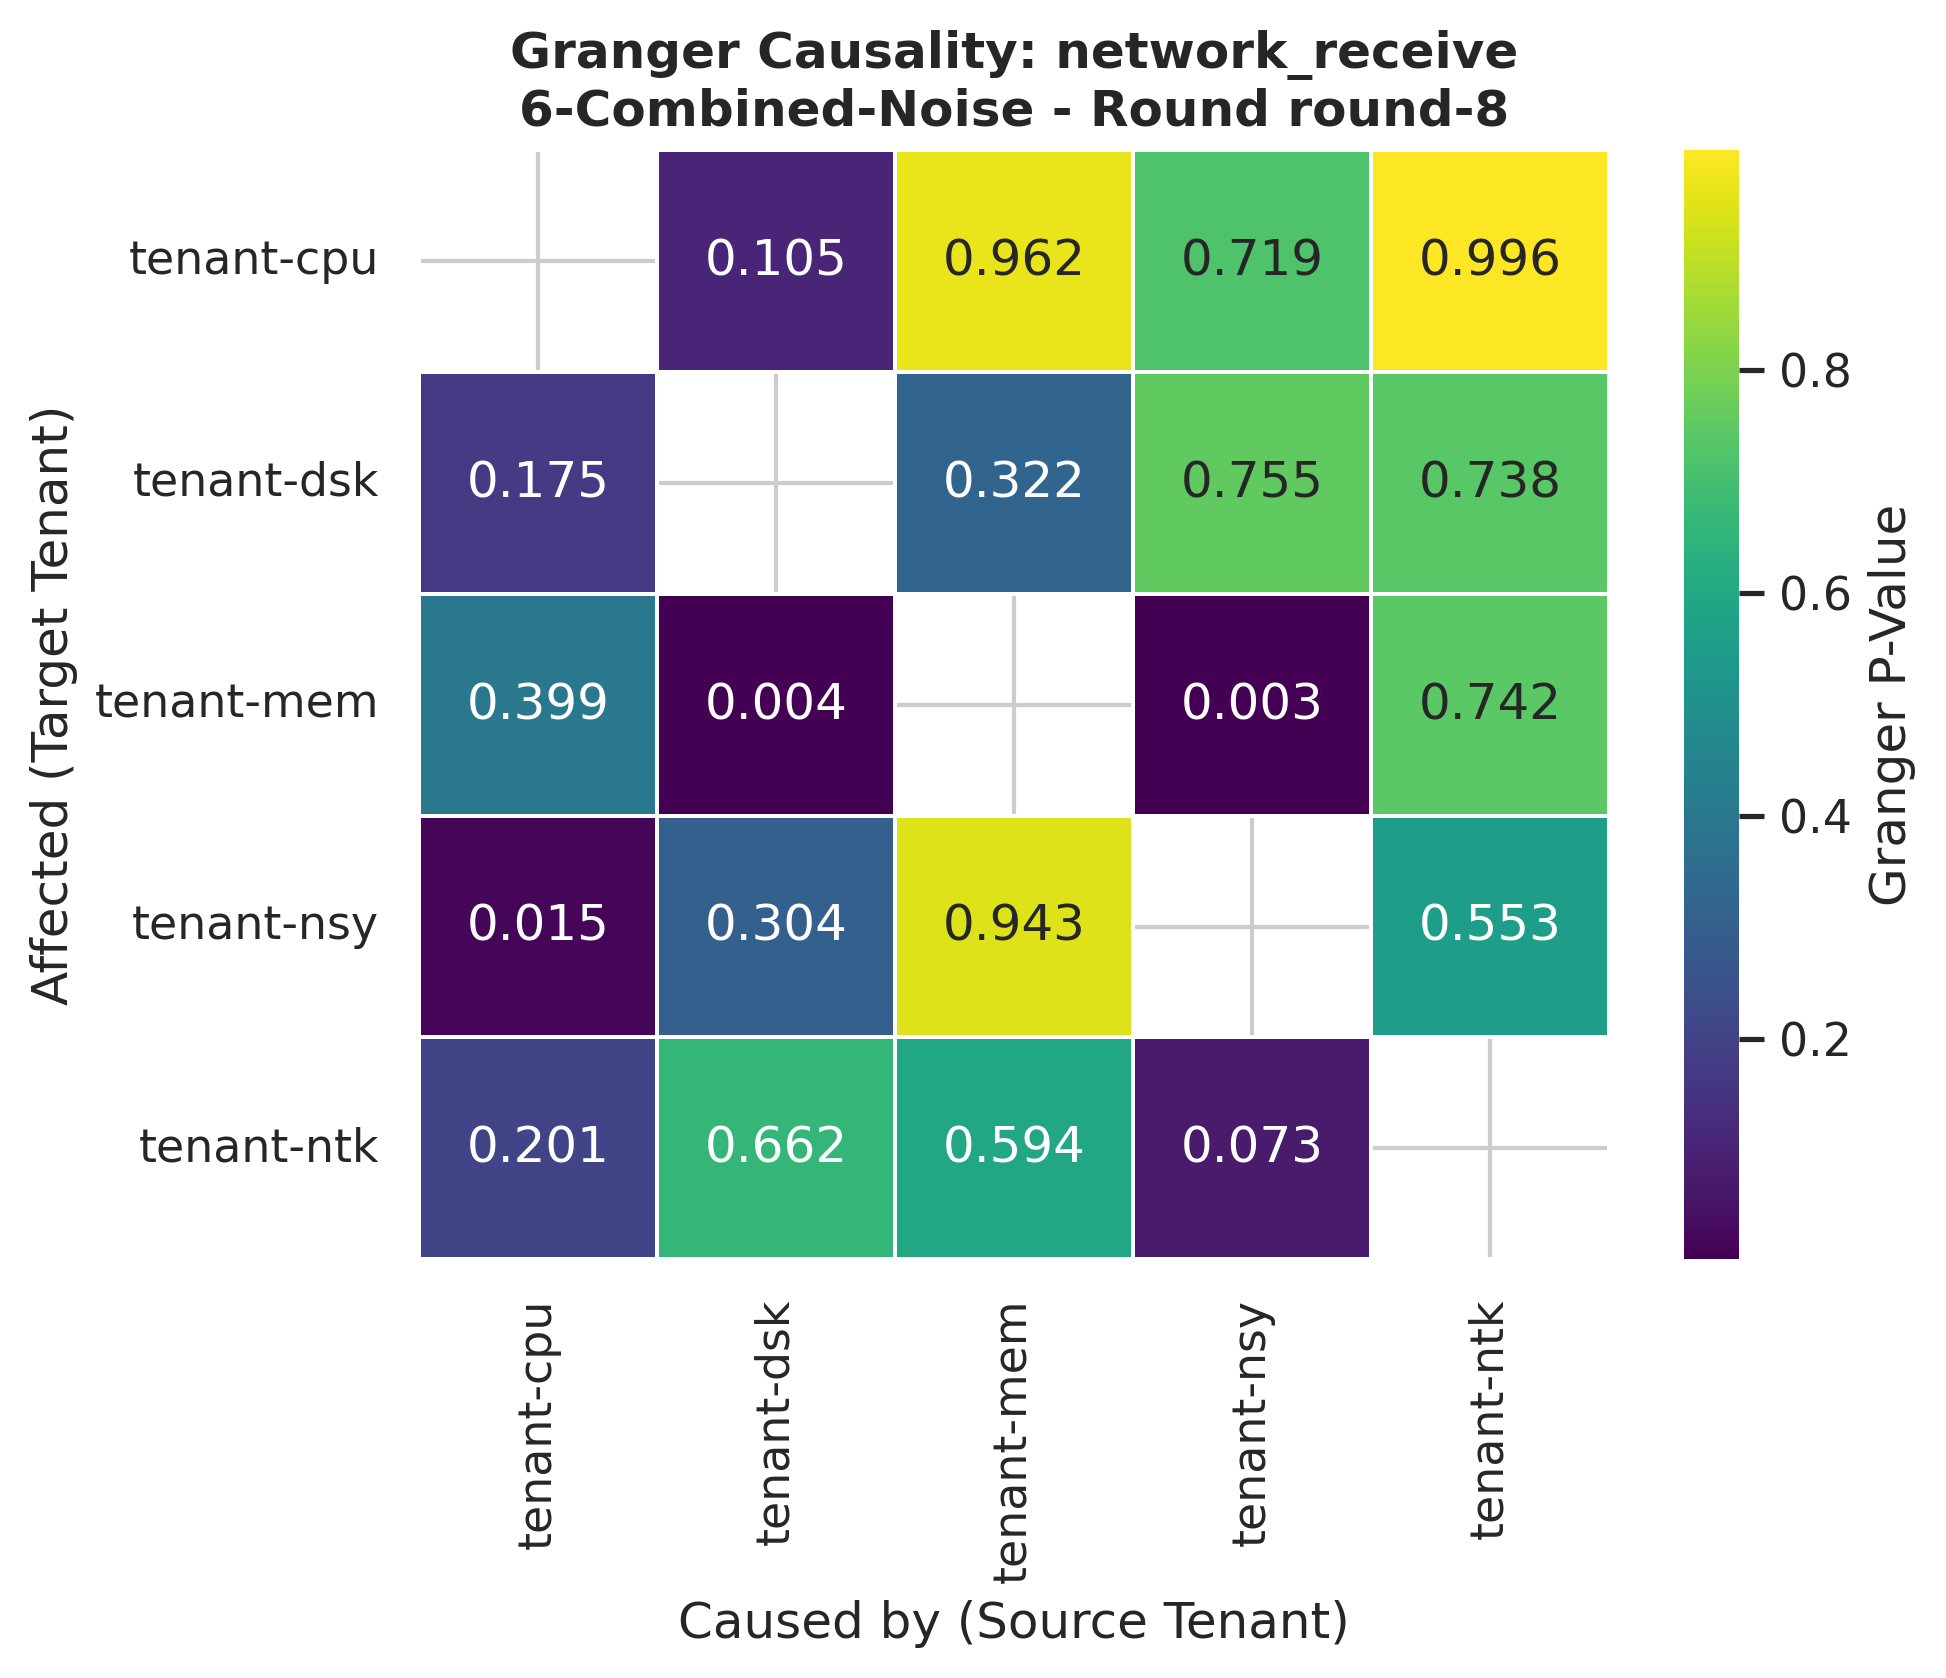 Granger Causality: network_receive
6-Combined-Noise - Round round-8
Affected (Target Tenant)
tenant-cpu 0.105 0.962 0.719 0.996
tenant-dsk 0.175 0.322 0.755 0.738
tenant-mem 0.399 0.004 0.003 0.742
tenant-nsy 0.015 0.304 0.943 0.553
tenant-ntk 0.201 0.662 0.594 0.073
tenant-cpu
tenant-dsk
tenant-mem
tenant-nsy
tenant-ntk
Caused by (Source Tenant)
0.8
0.6
0.4
0.2
Granger P-Value